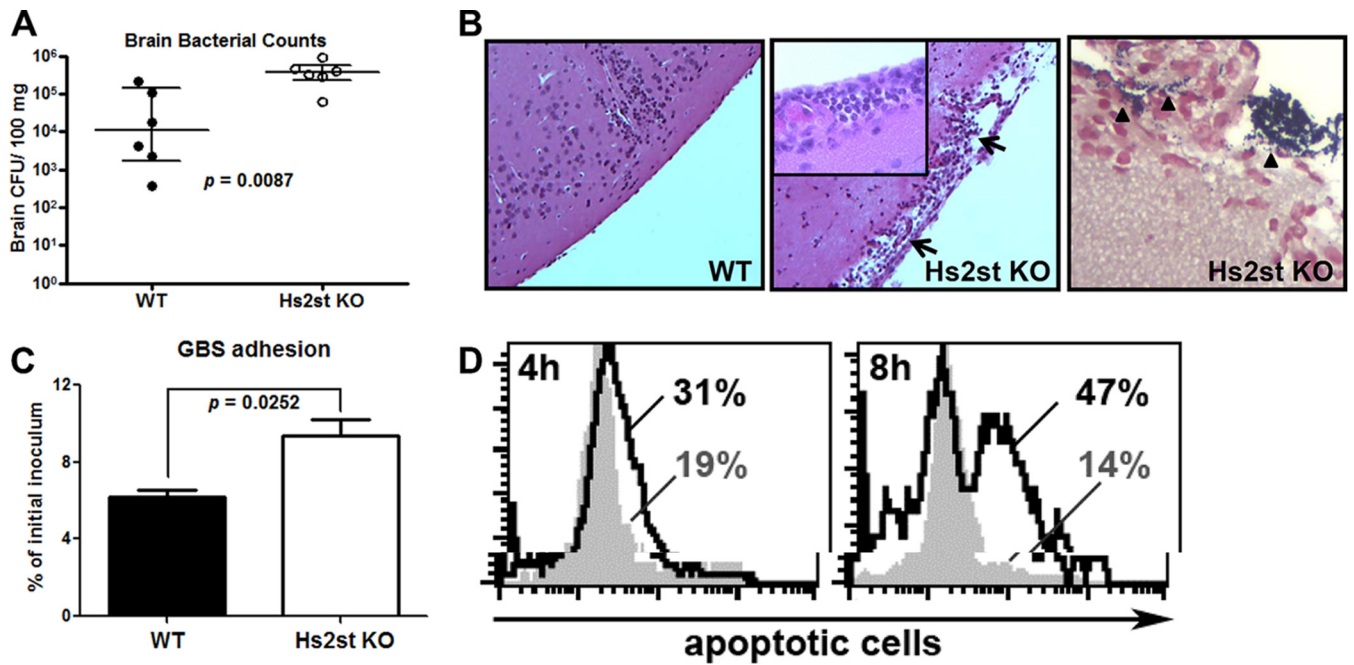 A
Brain Bacterial Counts
Brain CFU/ 100 mg
10⁶
10⁵
10⁴
10³
10²
10¹
10⁰
p = 0.0087
WT
Hs2st KO
B
WT
Hs2st KO
Hs2st KO
C
GBS adhesion
% of initial inoculum
12
8
4
0
p = 0.0252
WT
Hs2st KO
D
4h
31%
19%
8h
47%
14%
apoptotic cells